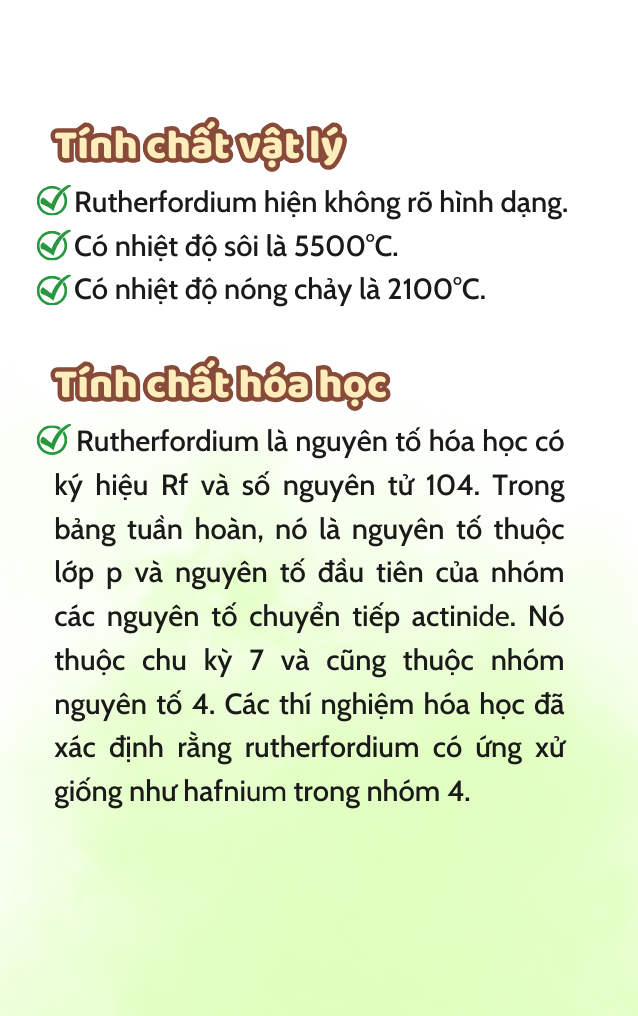 Tính chất vật lý
Rutherfordium hiện không rõ hình dạng.
Có nhiệt độ sôi là 5500°C.
Có nhiệt độ nóng chảy là 2100°C.
Tính chất hóa học
Rutherfordium là nguyên tố hóa học có
ký hiệu Rf và số nguyên tử 104. Trong
bảng tuần hoàn, nó là nguyên tố thuộc
lớp p và nguyên tố đầu tiên của nhóm
các nguyên tố chuyển tiếp actinide. Nó
thuộc chu kỳ 7 và cũng thuộc nhóm
nguyên tố 4. Các thí nghiệm hóa học đã
xác định rằng rutherfordium có ứng xử
giống như hafnium trong nhóm 4.